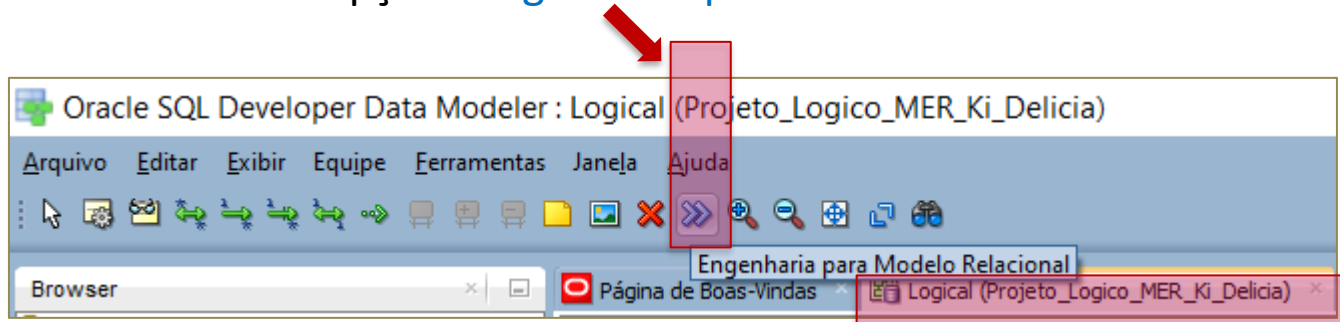 Oracle SQL Developer Data Modeler : Logical (Projeto_Logico_MER_Ki_Delicia)
Arquivo Editar Exibir Equipe Ferramentas Janela Ajuda
Engenharia para Modelo Relacional
Browser Página de Boas-Vindas Logical (Projeto_Logico_MER_Ki_Delicia)